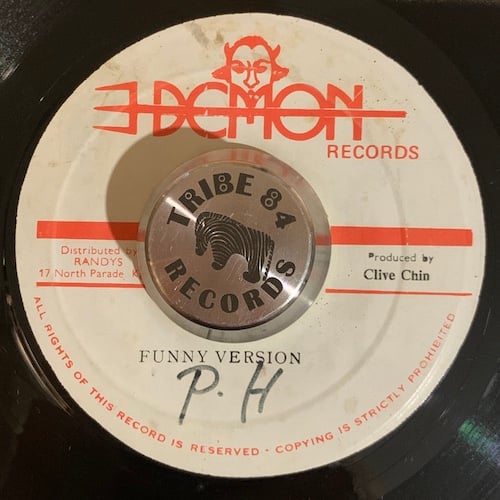 DEMON
RECORDS
TRIBE 84
RECORDS
Distributed by
RANDYS
17 North Parade,
Produced by
Clive Chin
FUNNY VERSION
P.H
ALL RIGHTS OF THIS RECORD IS RESERVED - COPYING IS STRICTLY PROHIBITED